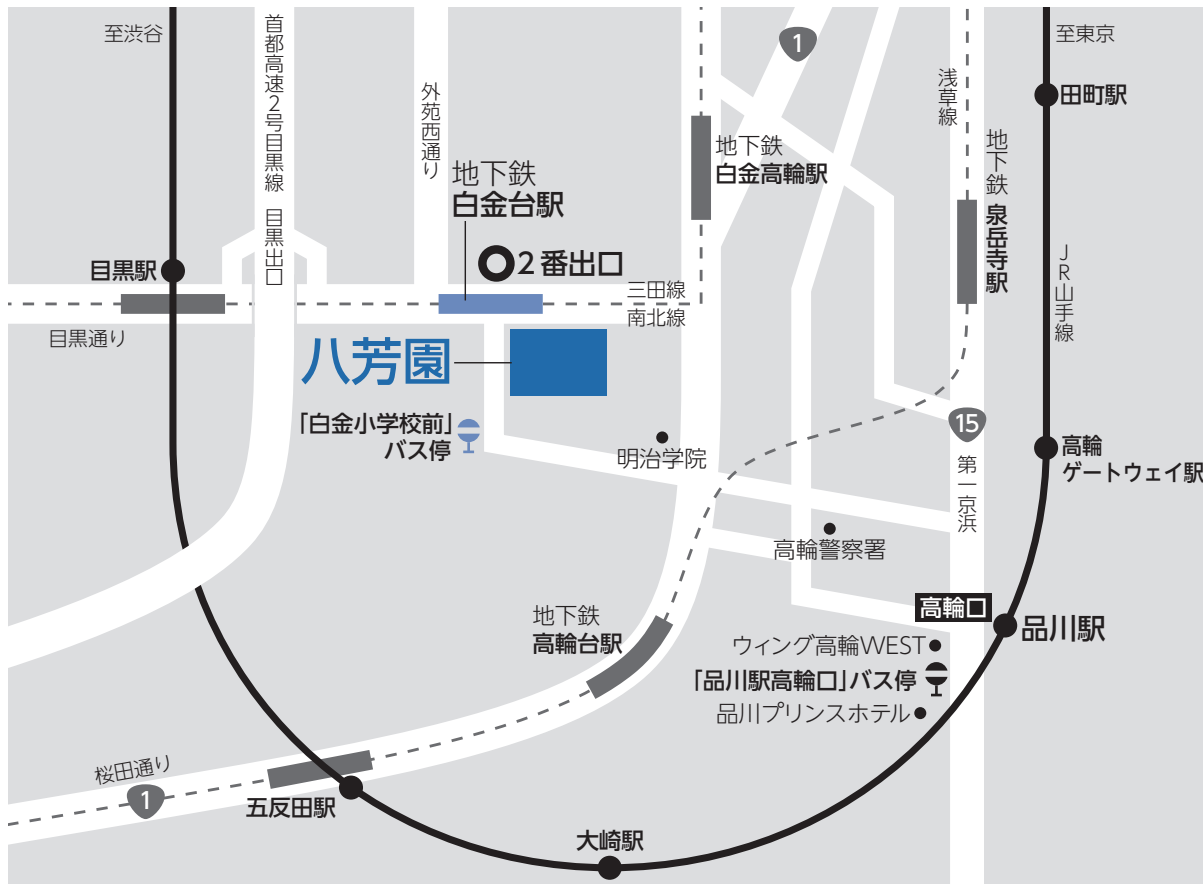 至渋谷
首都高速2号目黒線 目黒出口
外苑西通り
1
浅草線
至東京
田町駅
地下鉄
白金高輪駅
地下鉄
泉岳寺駅
地下鉄
白金台駅
2番出口
目黒駅
三田線
南北線
目黒通り
JR山手線
八芳園
「白金小学校前」
バス停
明治学院
15
第一京浜
高輪
ゲートウェイ駅
高輪警察署
高輪口
品川駅
地下鉄
高輪台駅
ウィング高輪WEST
「品川駅高輪口」バス停
品川プリンスホテル
桜田通り
1
五反田駅
大崎駅